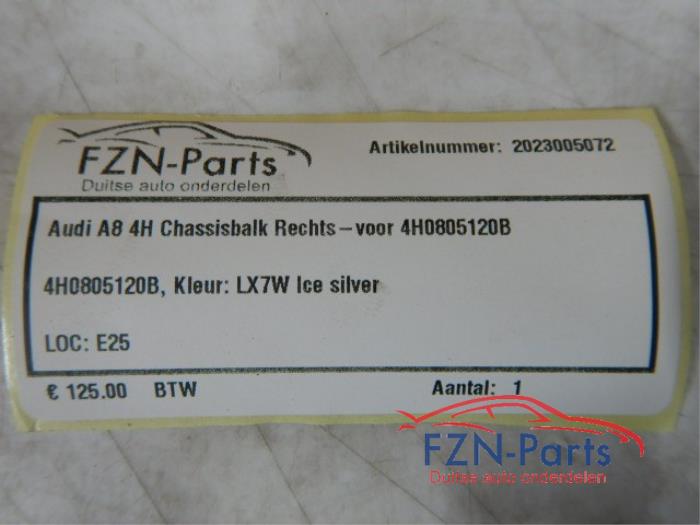 FZN-Parts
Duitse auto onderdelen
Artikelnummer: 2023005072
Audi A8 4H Chassisbalk Rechts-voor 4H0805120B
4H0805120B, Kleur: LX7W Ice silver
LOC: E25
€ 125.00 BTW Aantal: 1
FZN-Parts
Duitse auto onderdelen